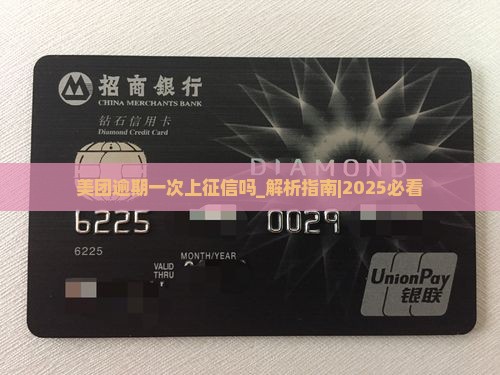 招商銀行
CHINA MERCHANTS BANK
钻石信用卡
Diamond Credit Card
DIAMOND
美团逾期一次上征信吗_解析指南|2025必看
6225 0029
6225
MONTH/YEAR
VALID
THRU
UnionPay
银联